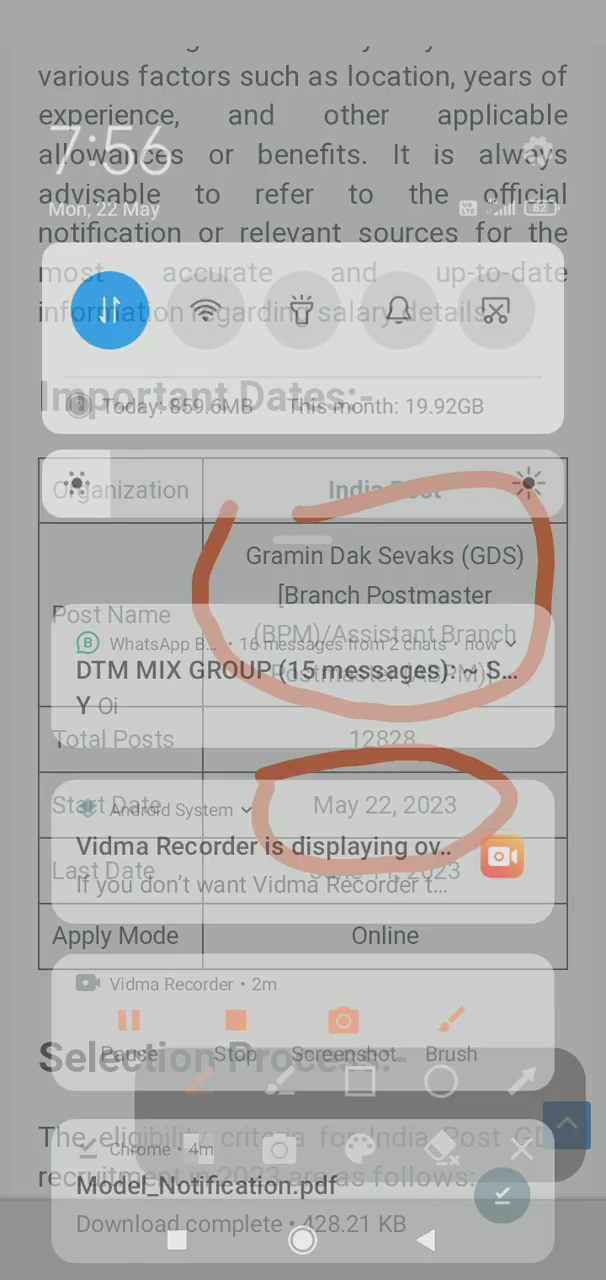 various factors such as location, years of
experience, and other applicable
7:56
allowances or benefits. It is always
advisable to refer to the official
Mon, 22 May
82
notification or relevant sources for the
most accurate and up-to-date
information regarding salary details.
Important Dates:-
Today: 859.6MB This month: 19.92GB
Organization India Post
Gramin Dak Sevaks (GDS)
[Branch Postmaster
Post Name
(BPM)/Assistant Branch
WhatsApp B... • 16 messages from 2 chats • now
Postmaster (ABPM)]
DTM MIX GROUP (15 messages): ~ S...
Y Oi
Total Posts 12828
Start Date May 22, 2023
Android System
Vidma Recorder is displaying ov..
Last Date 2023
If you don't want Vidma Recorder t...
Apply Mode Online
Vidma Recorder • 2m
Pause Stop Screenshot Brush
Selection Process:-
The eligibility criteria for India Post GD
Chrome • 4m
recruitment in 2023 are as follows:
Model_Notification.pdf
Download complete • 428.21 KB